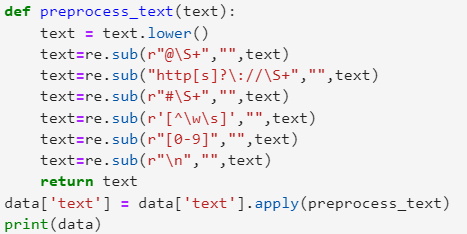 def preprocess_text(text):
    text = text.lower()
    text=re.sub(r"@\S+","",text)
    text=re.sub("http[s]?\://\S+","",text)
    text=re.sub(r"#\S+","",text)
    text=re.sub(r'[^\w\s]',"",text)
    text=re.sub(r"[0-9]","",text)
    text=re.sub(r"\n","",text)
    return text
data['text'] = data['text'].apply(preprocess_text)
print(data)